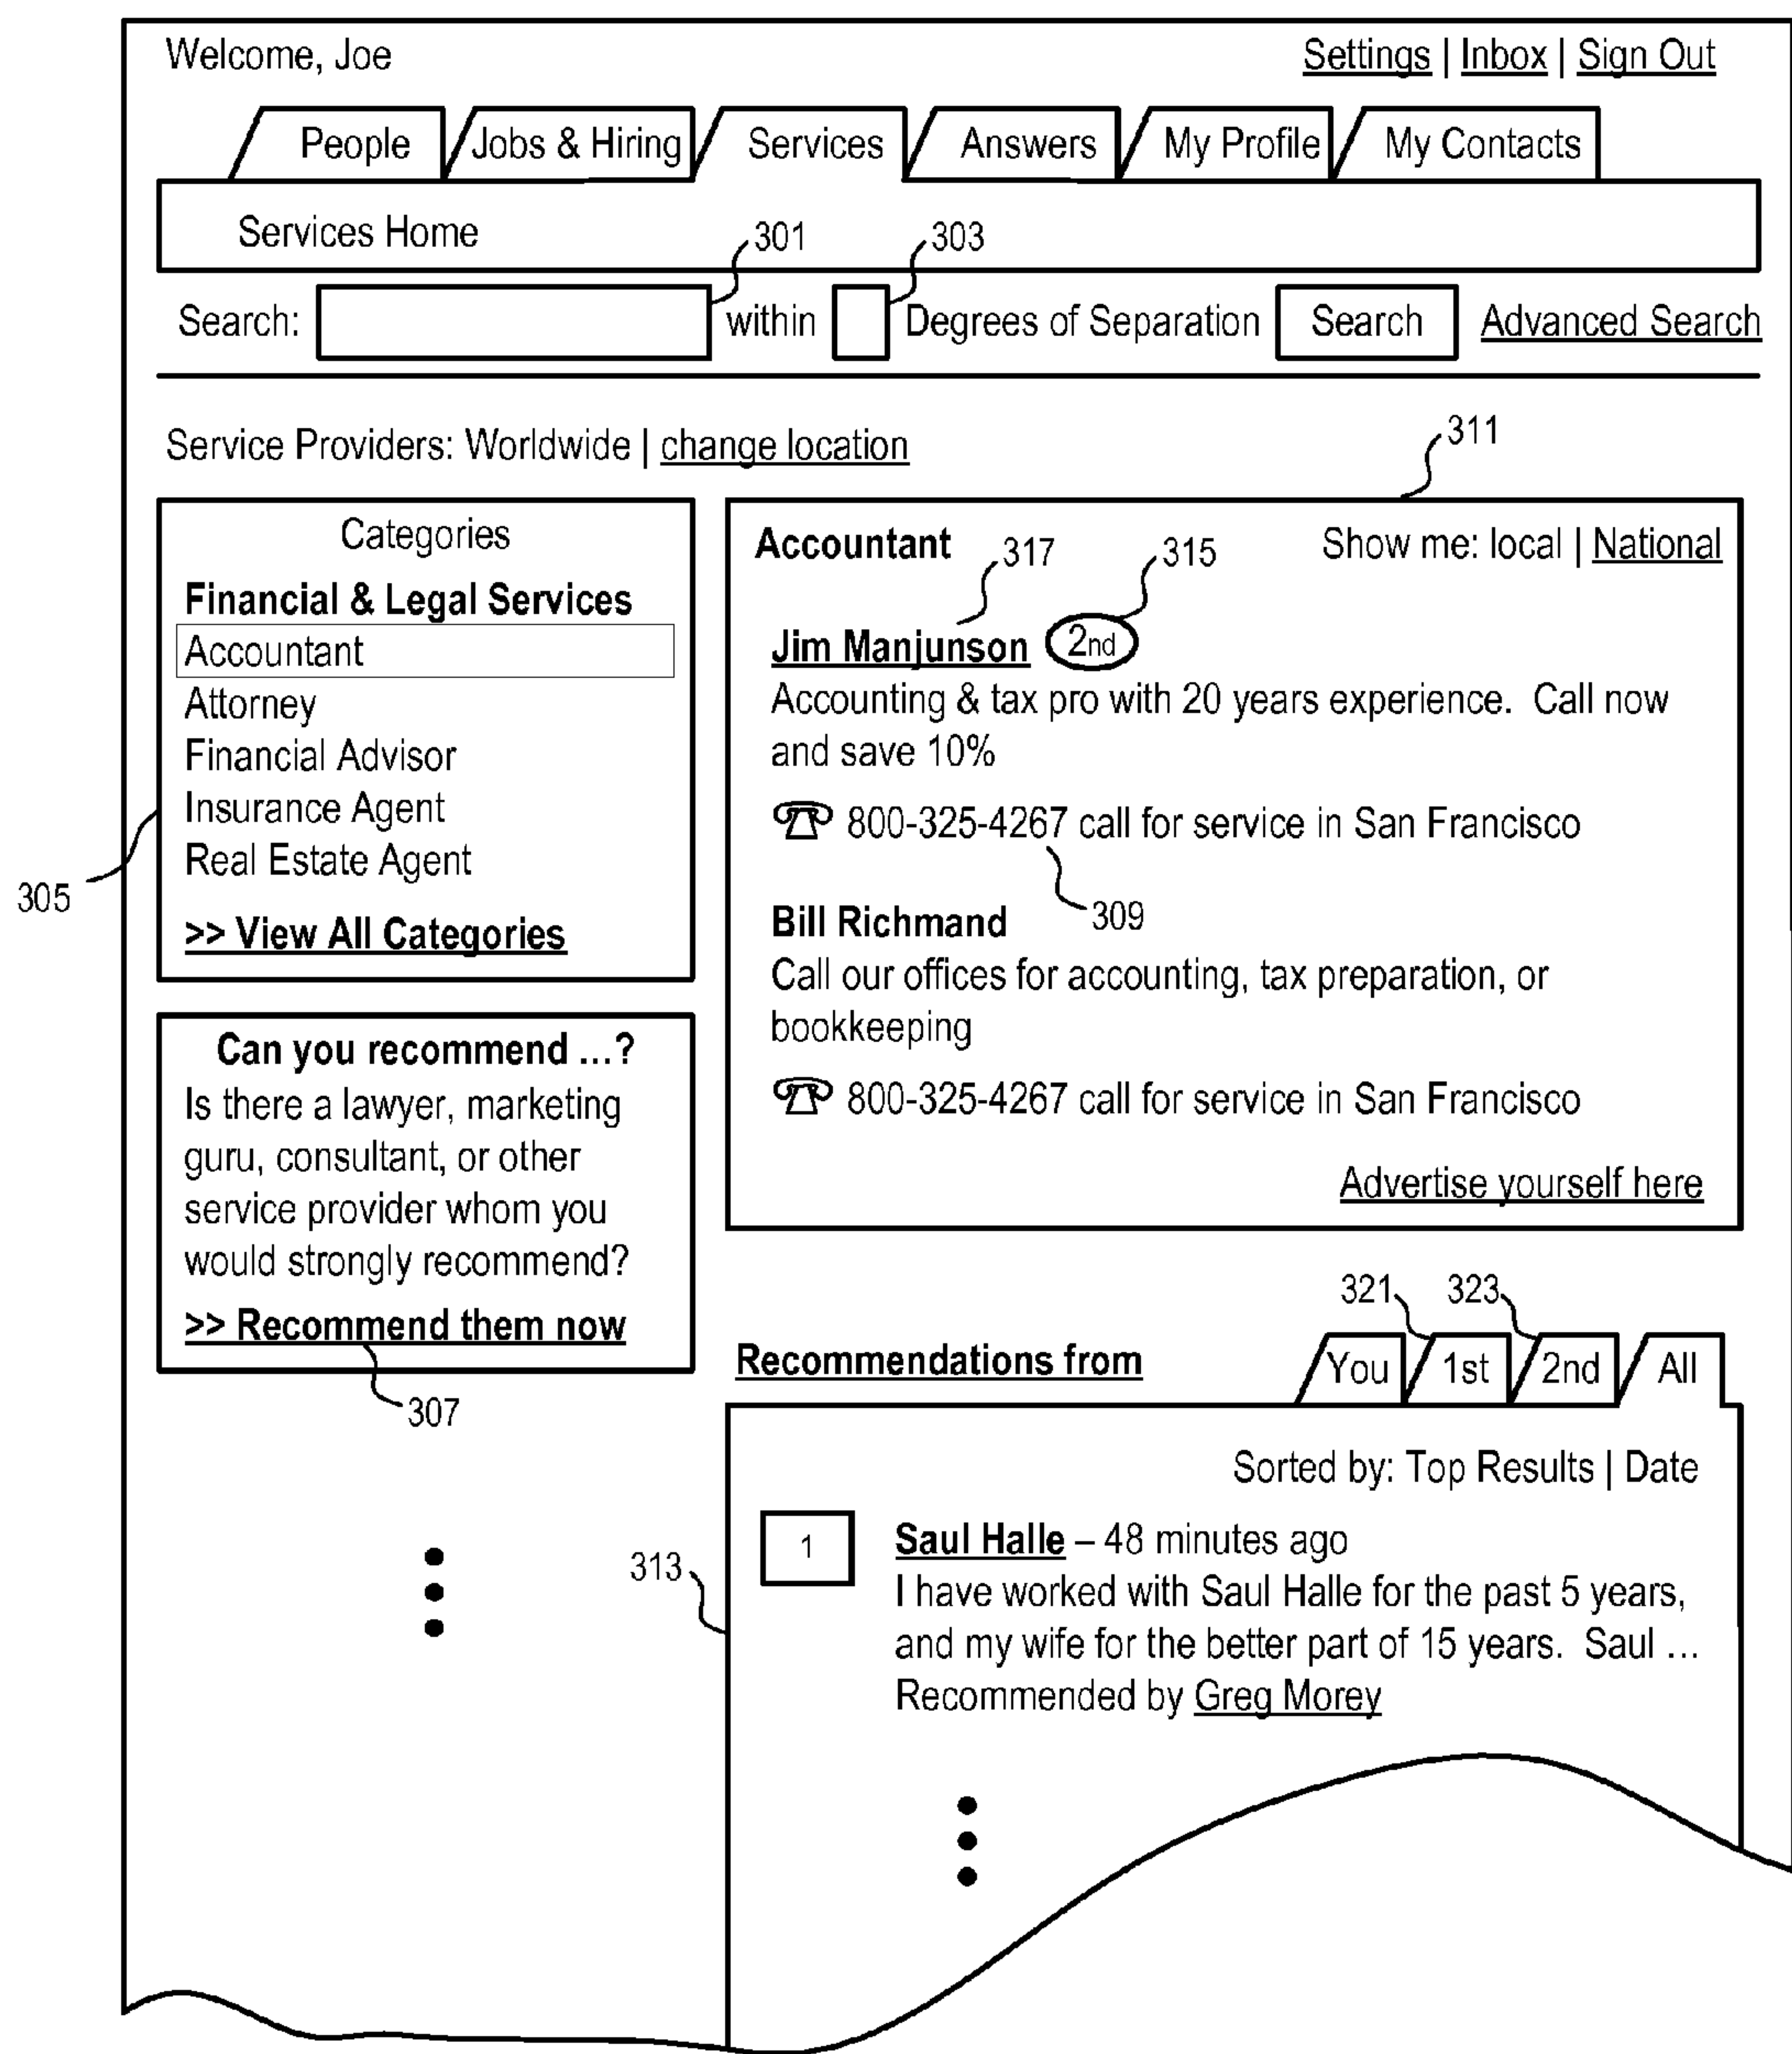 Welcome, Joe
Settings | Inbox | Sign Out
People Jobs & Hiring Services Answers My Profile My Contacts
Services Home
301
303
Search: within Degrees of Separation Search Advanced Search
Service Providers: Worldwide | change location
311
Categories
Financial & Legal Services
Accountant
Attorney
Financial Advisor
Insurance Agent
Real Estate Agent
>> View All Categories
305
Can you recommend ...?
Is there a lawyer, marketing
guru, consultant, or other
service provider whom you
would strongly recommend?
>> Recommend them now
307
Accountant
317
315
Show me: local | National
Jim Manjunson 2nd
Accounting & tax pro with 20 years experience. Call now
and save 10%
800-325-4267 call for service in San Francisco
309
Bill Richmand
Call our offices for accounting, tax preparation, or
bookkeeping
800-325-4267 call for service in San Francisco
Advertise yourself here
321
323
Recommendations from
You 1st 2nd All
Sorted by: Top Results | Date
313
1
Saul Halle – 48 minutes ago
I have worked with Saul Halle for the past 5 years,
and my wife for the better part of 15 years. Saul ...
Recommended by Greg Morey